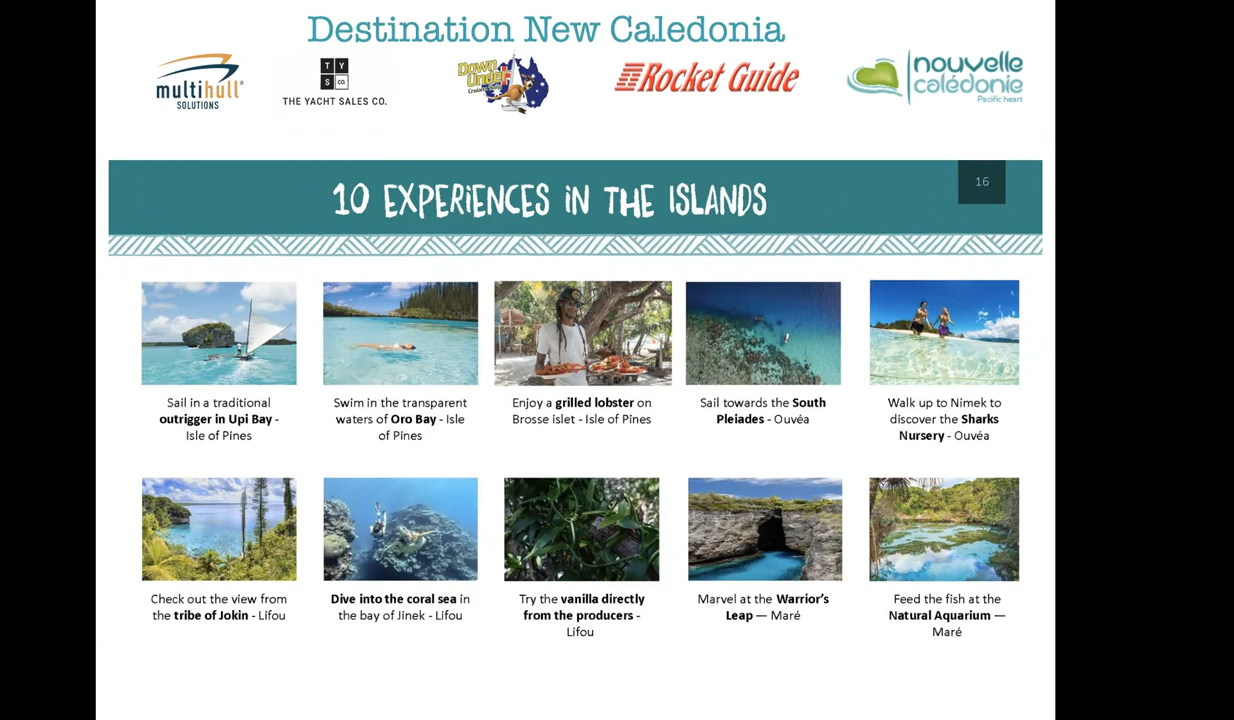 Destination New Caledonia
multihull®
SOLUTIONS
T Y
S CO.
THE YACHT SALES CO.
Down
Under
Rocket Guide
nouvelle
calédonie
Pacific heart
10 EXPERIENCES IN THE ISLANDS
16
Sail in a traditional
outrigger in Upi Bay -
Isle of Pines
Swim in the transparent
waters of Oro Bay - Isle
of Pines
Enjoy a grilled lobster on
Brosse islet - Isle of Pines
Sail towards the South
Pleiades - Ouvéa
Walk up to Nimek to
discover the Sharks
Nursery - Ouvéa
Check out the view from
the tribe of Jokin - Lifou
Dive into the coral sea in
the bay of Jinek - Lifou
Try the vanilla directly
from the producers -
Lifou
Marvel at the Warrior's
Leap — Maré
Feed the fish at the
Natural Aquarium —
Maré